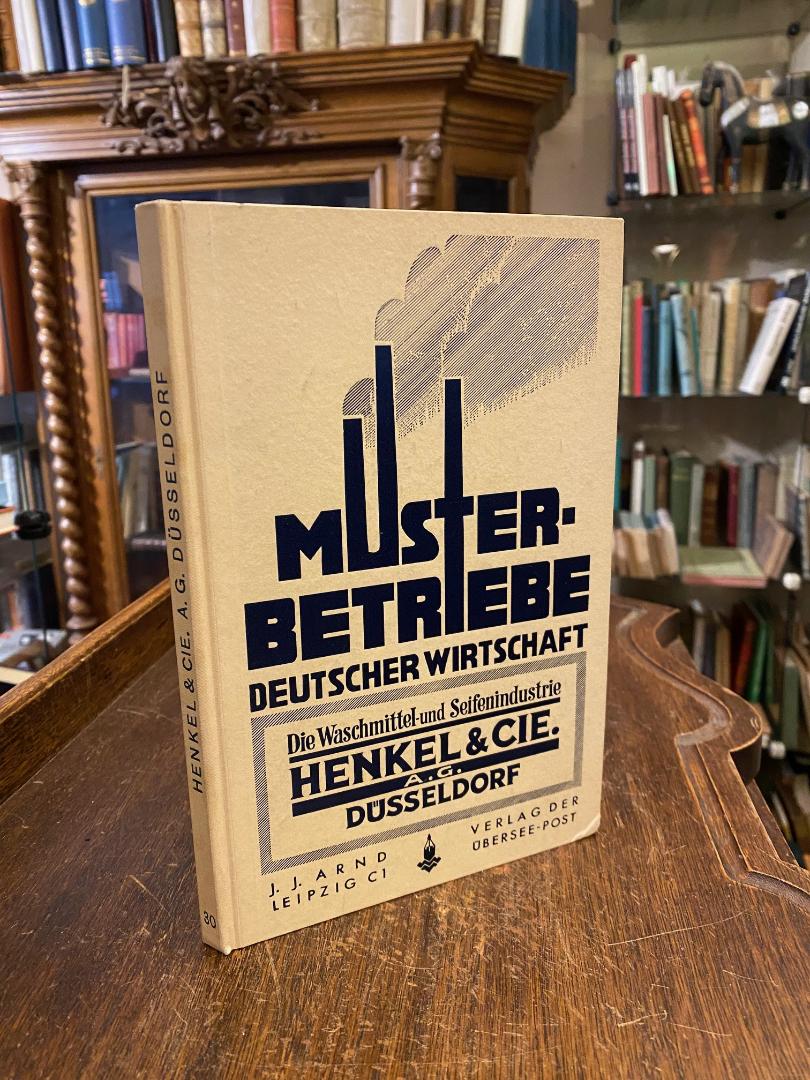 MUSTER-
BETRIEBE
DEUTSCHER WIRTSCHAFT
Die Waschmittel-und Seifenindustrie
HENKEL & CIE.
A.G.
DÜSSELDORF
J. J. ARND
LEIPZIG C1
VERLAG DER
ÜBERSEE-POST
HENKEL & CIE. A.G. DÜSSELDORF
30